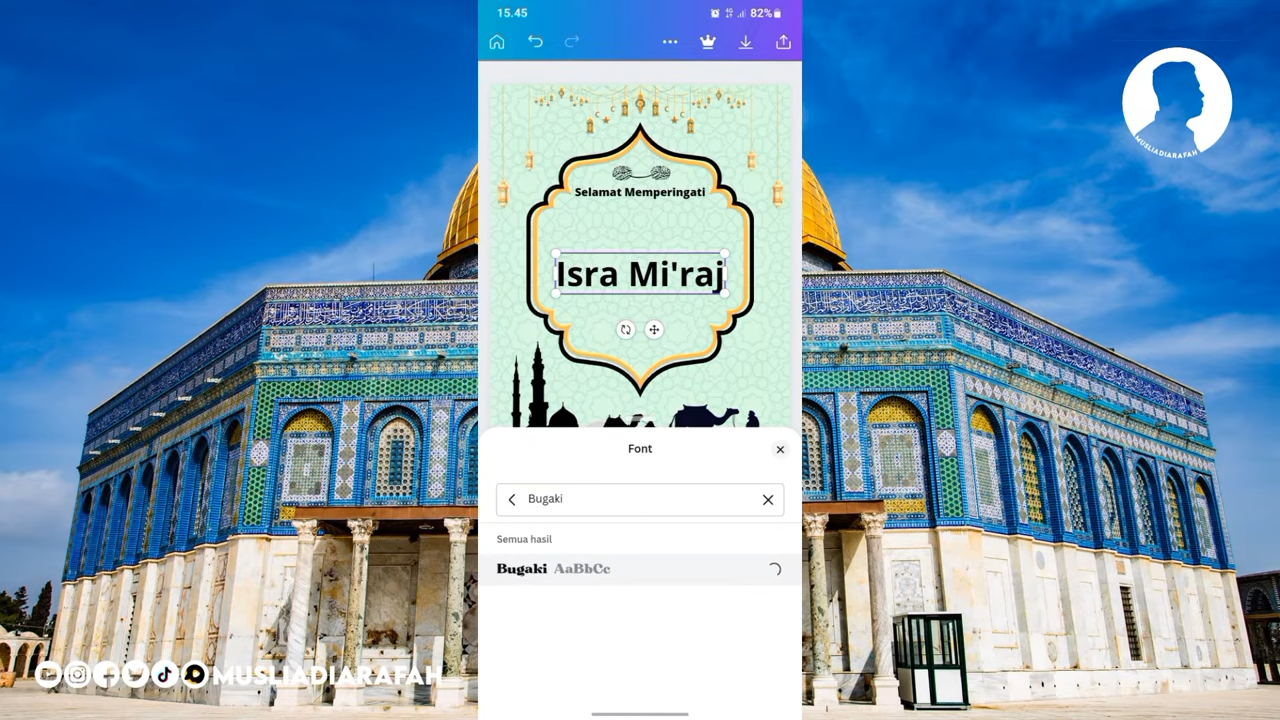 15.45
82%
Selamat Memperingati
Isra Mi'raj
Font
Bugaki
Semua hasil
Bugaki AaBbCc
MUSLIADIARAFAH
MUSLIADIARAFAH